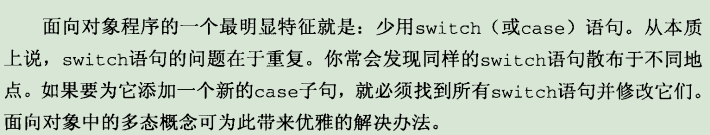 面向对象程序的一个最明显特征就是：少用switch（或case）语句。从本质
上说，switch语句的问题在于重复。你常会发现同样的switch语句散布于不同地
点。如果要为它添加一个新的case子句，就必须找到所有switch语句并修改它们。
面向对象中的多态概念可为此带来优雅的解决办法。